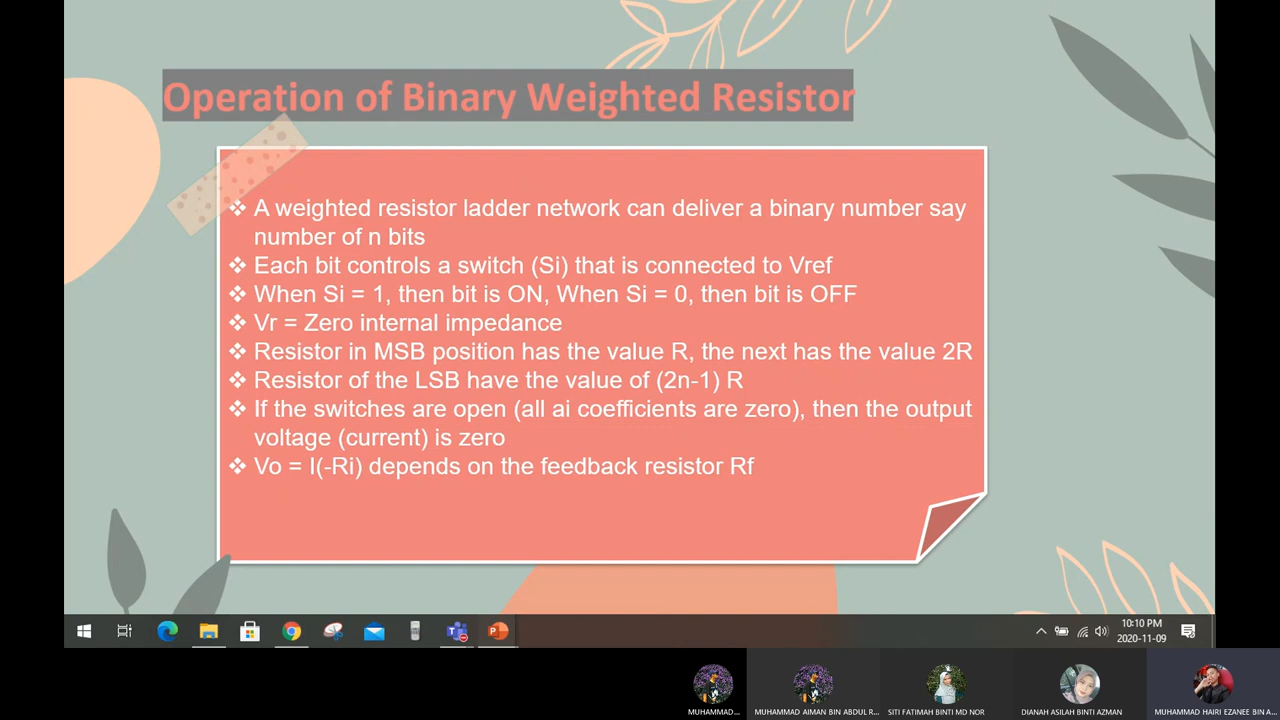 Operation of Binary Weighted Resistor
❖ A weighted resistor ladder network can deliver a binary number say
number of n bits
❖ Each bit controls a switch (Si) that is connected to Vref
❖ When Si = 1, then bit is ON, When Si = 0, then bit is OFF
❖ Vr = Zero internal impedance
❖ Resistor in MSB position has the value R, the next has the value 2R
❖ Resistor of the LSB have the value of (2n-1) R
❖ If the switches are open (all ai coefficients are zero), then the output
voltage (current) is zero
❖ Vo = I(-Ri) depends on the feedback resistor Rf
10:10 PM
2020-11-09
MUHAMMAD...
MUHAMMAD AIMAN BIN ABDUL R...
SITI FATIMAH BINTI MD NOR
DIANAH ASILAH BINTI AZMAN
MUHAMMAD HAIRI EZANEE BIN A...